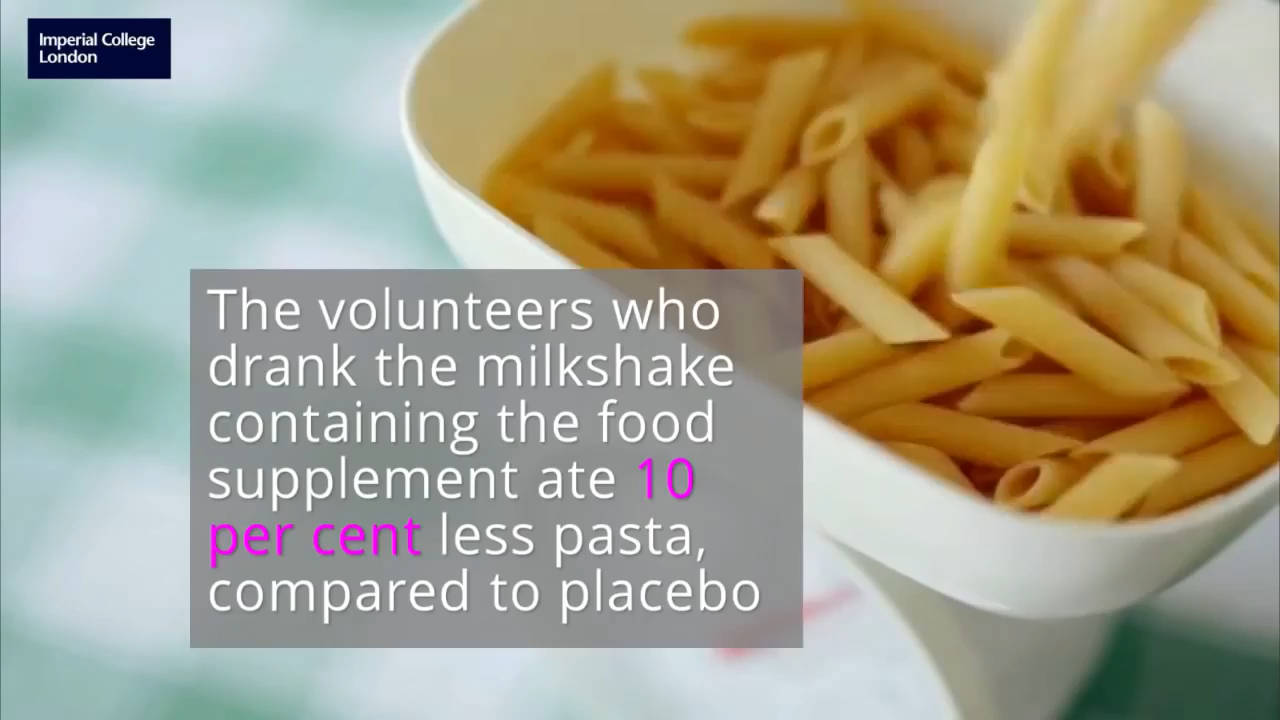 Imperial College
London
The volunteers who
drank the milkshake
containing the food
supplement ate 10
per cent less pasta,
compared to placebo